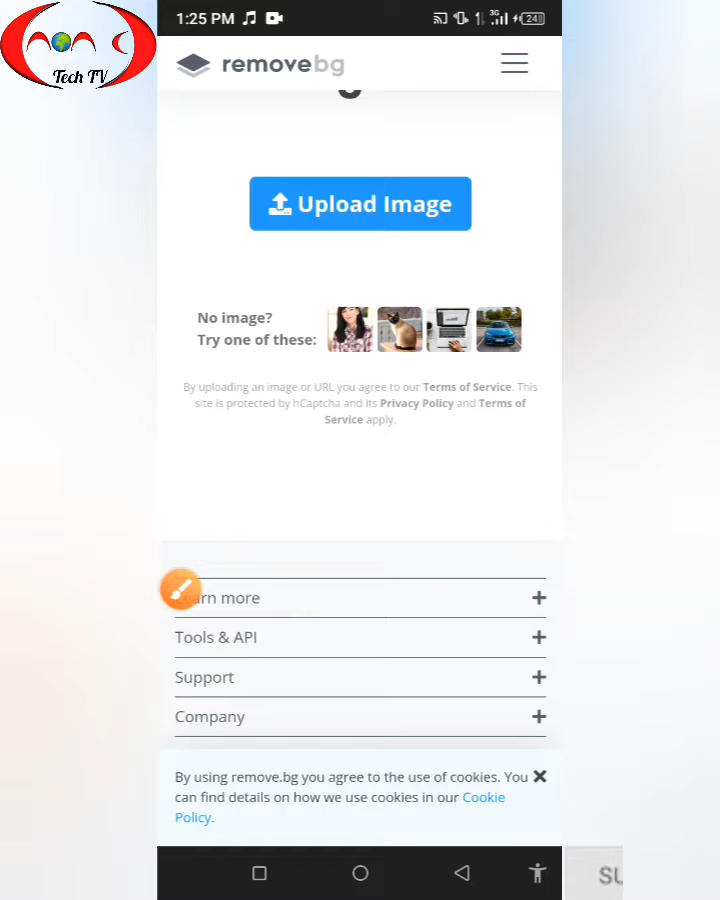 1:25 PM
3G
24
Tech TV
removebg
Upload Image
No image?
Try one of these:
By uploading an image or URL you agree to our Terms of Service. This
site is protected by hCaptcha and its Privacy Policy and Terms of
Service apply.
earn more
Tools & API
Support
Company
By using remove.bg you agree to the use of cookies. You
can find details on how we use cookies in our Cookie
Policy.
SU